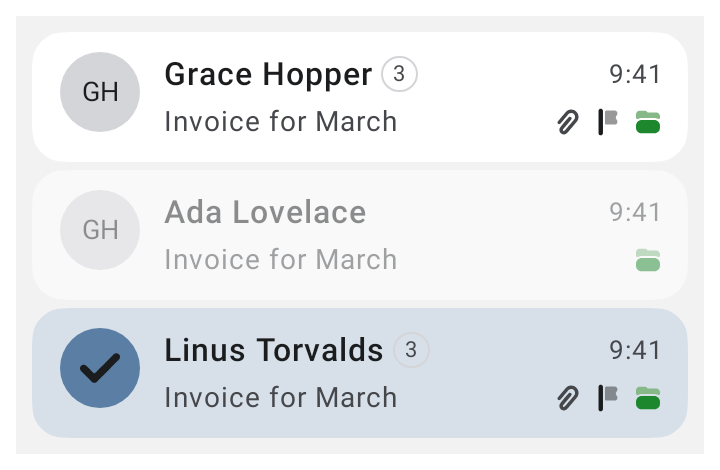 GH
Grace Hopper 3
9:41
Invoice for March
GH
Ada Lovelace
9:41
Invoice for March
Linus Torvalds 3
9:41
Invoice for March